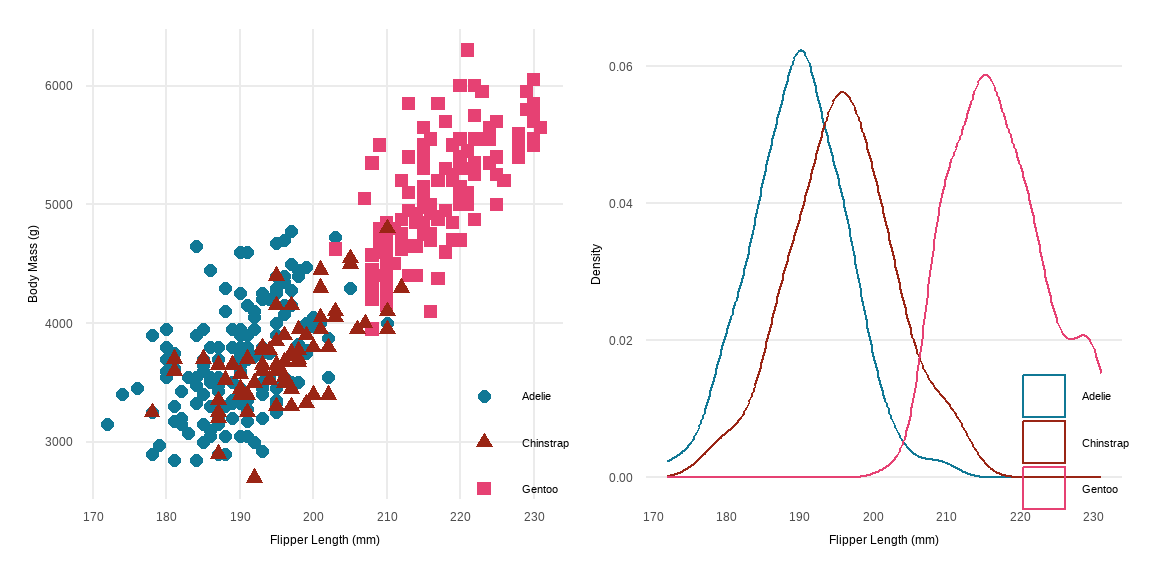 Body Mass (g)
6000
5000
4000
3000
170 180 190 200 210 220 230
Flipper Length (mm)
Adelie
Chinstrap
Gentoo
Density
0.06
0.04
0.02
0.00
170 180 190 200 210 220 230
Flipper Length (mm)
Adelie
Chinstrap
Gentoo